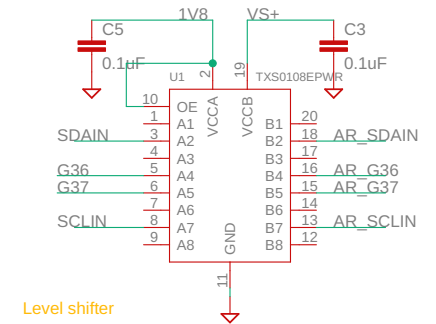 1V8 VS+
C5 C3
0.1uF 0.1uF
2 19
U1 TXS0108EPWR
VCCA VCCB
10 OE
1 A1 B1 20
SDAIN 3 A2 B2 18 AR_SDAIN
4 A3 B3 17
G36 5 A4 B4 16 AR_G36
G37 6 A5 B5 15 AR_G37
7 A6 B6 14
SCLIN 8 A7 B7 13 AR_SCLIN
9 A8 B8 12
GND
11
Level shifter